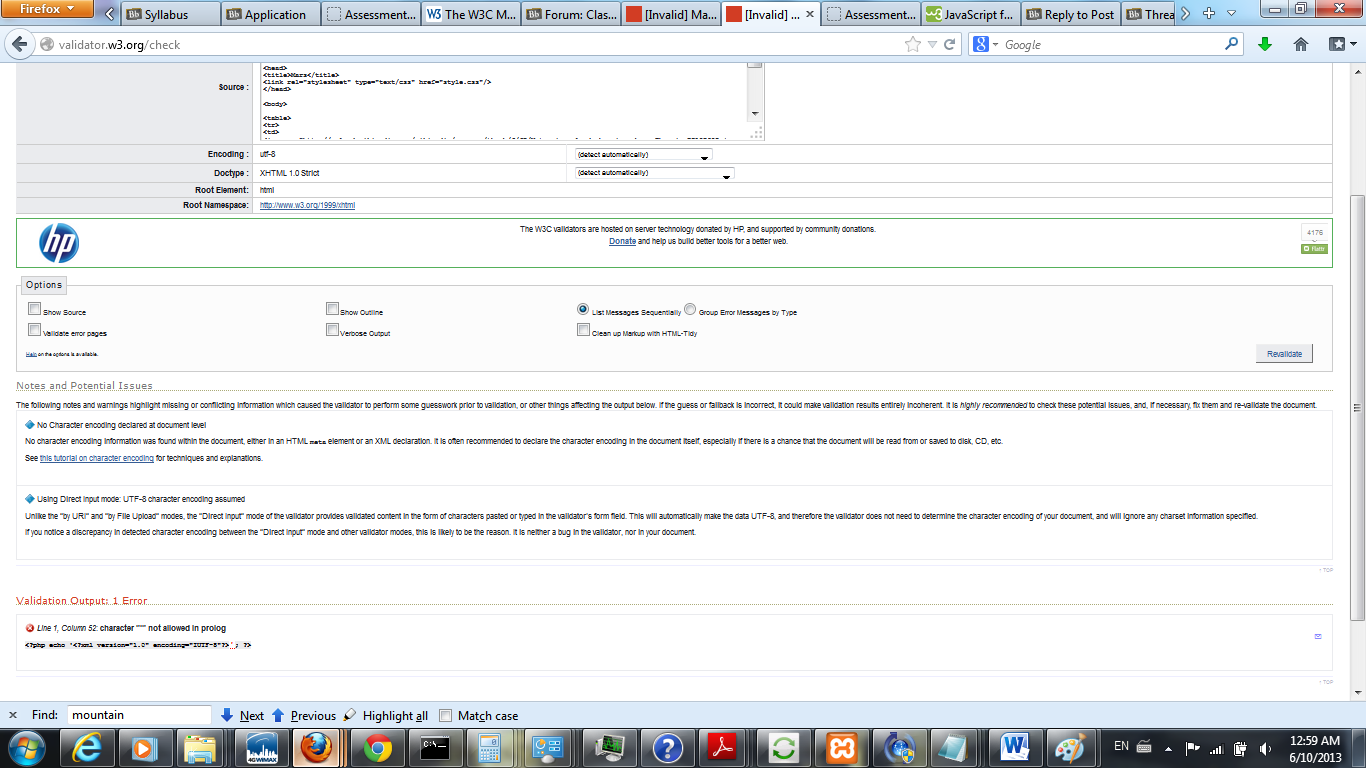 Firefox
Syllabus
Application
Assessment...
The W3C M...
Forum: Clas...
[Invalid] Ma...
[Invalid] ...
Assessment...
JavaScript f...
Reply to Post
Threa
validator.w3.org/check
Google
Source :
<head>
<title>Mars</title>
<link rel="stylesheet" type="text/css" href="style.css"/>
</head>
<body>
<table>
<tr>
<td>
Encoding : utf-8 (detect automatically)
Doctype : XHTML 1.0 Strict (detect automatically)
Root Element: html
Root Namespace: http://www.w3.org/1999/xhtml
hp
The W3C validators are hosted on server technology donated by HP, and supported by community donations.
Donate and help us build better tools for a better web.
4176
Flattr
Options
Show Source Show Outline List Messages Sequentially Group Error Messages by Type
Validate error pages Verbose Output Clean up Markup with HTML-Tidy
Help on the options is available.
Revalidate
Notes and Potential Issues
The following notes and warnings highlight missing or conflicting information which caused the validator to perform some guesswork prior to validation, or other things affecting the output below. If the guess or fallback is incorrect, it could make validation results entirely incoherent. It is highly recommended to check these potential issues, and, if necessary, fix them and re-validate the document.
No Character encoding declared at document level
No character encoding information was found within the document, either in an HTML meta element or an XML declaration. It is often recommended to declare the character encoding in the document itself, especially if there is a chance that the document will be read from or saved to disk, CD, etc.
See this tutorial on character encoding for techniques and explanations.
Using Direct Input mode: UTF-8 character encoding assumed
Unlike the "by URI" and "by File Upload" modes, the "Direct Input" mode of the validator provides validated content in the form of characters pasted or typed in the validator's form field. This will automatically make the data UTF-8, and therefore the validator does not need to determine the character encoding of your document, and will ignore any charset information specified.
If you notice a discrepancy in detected character encoding between the "Direct Input" mode and other validator modes, this is likely to be the reason. It is neither a bug in the validator, nor in your document.
↑ TOP
Validation Output: 1 Error
Line 1, Column 52: character "'" not allowed in prolog
<?php echo '<?xml version="1.0" encoding="IUTF-8"?>'; ?>
↑ TOP
× Find: mountain Next Previous Highlight all Match case
C:\_
4G WIMAX
EN
12:59 AM
6/10/2013